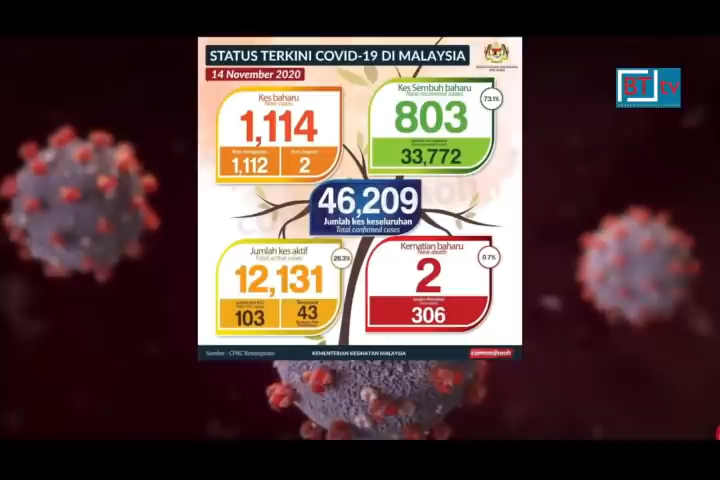 STATUS TERKINI COVID-19 DI MALAYSIA
14 November 2020
BT tv
Kes baharu
New cases
1,114
1,112
2
Kes Sembuh baharu
New recovered cases
803
73.1%
33,772
46,209
Jumlah kes keseluruhan
Total confirmed cases
Jumlah kes aktif
Total active cases
26.3%
12,131
103
43
Kematian baharu
New death
0.7%
2
306
Sumber : CPRC Kebangsaan
KEMENTERIAN KESIHATAN MALAYSIA